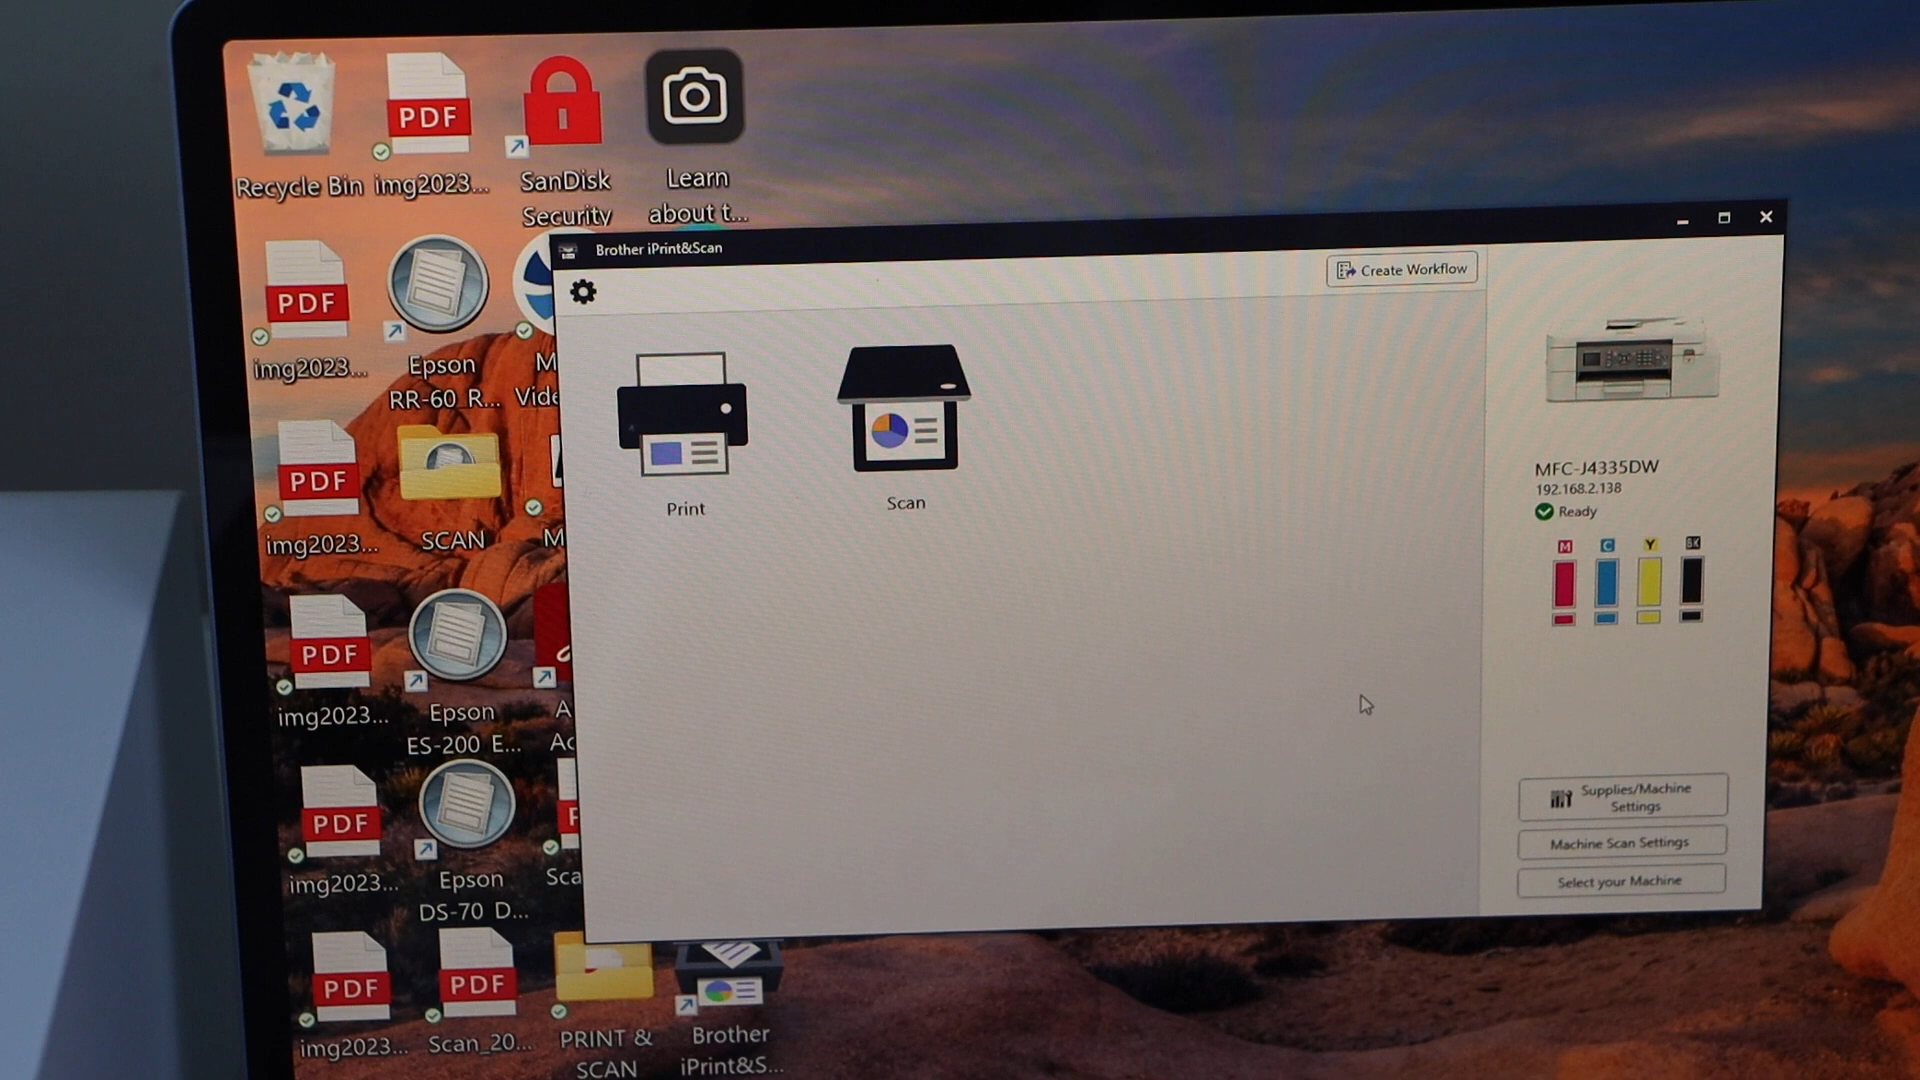 Recycle Bin
PDF
img2023...
SanDisk
Security
Learn
about t...
PDF
img2023...
Epson
RR-60 R...
M
Vide
PDF
img2023...
SCAN
M
PDF
img2023...
Epson
ES-200 E...
A
Ac
PDF
img2023...
Epson
DS-70 D...
Sca
PDF
img2023...
PDF
Scan_20...
PRINT &
SCAN
Brother
iPrint&S...
Brother iPrint&Scan
Create Workflow
Print
Scan
MFC-J4335DW
192.168.2.138
Ready
M C Y BK
Supplies/Machine
Settings
Machine Scan Settings
Select your Machine